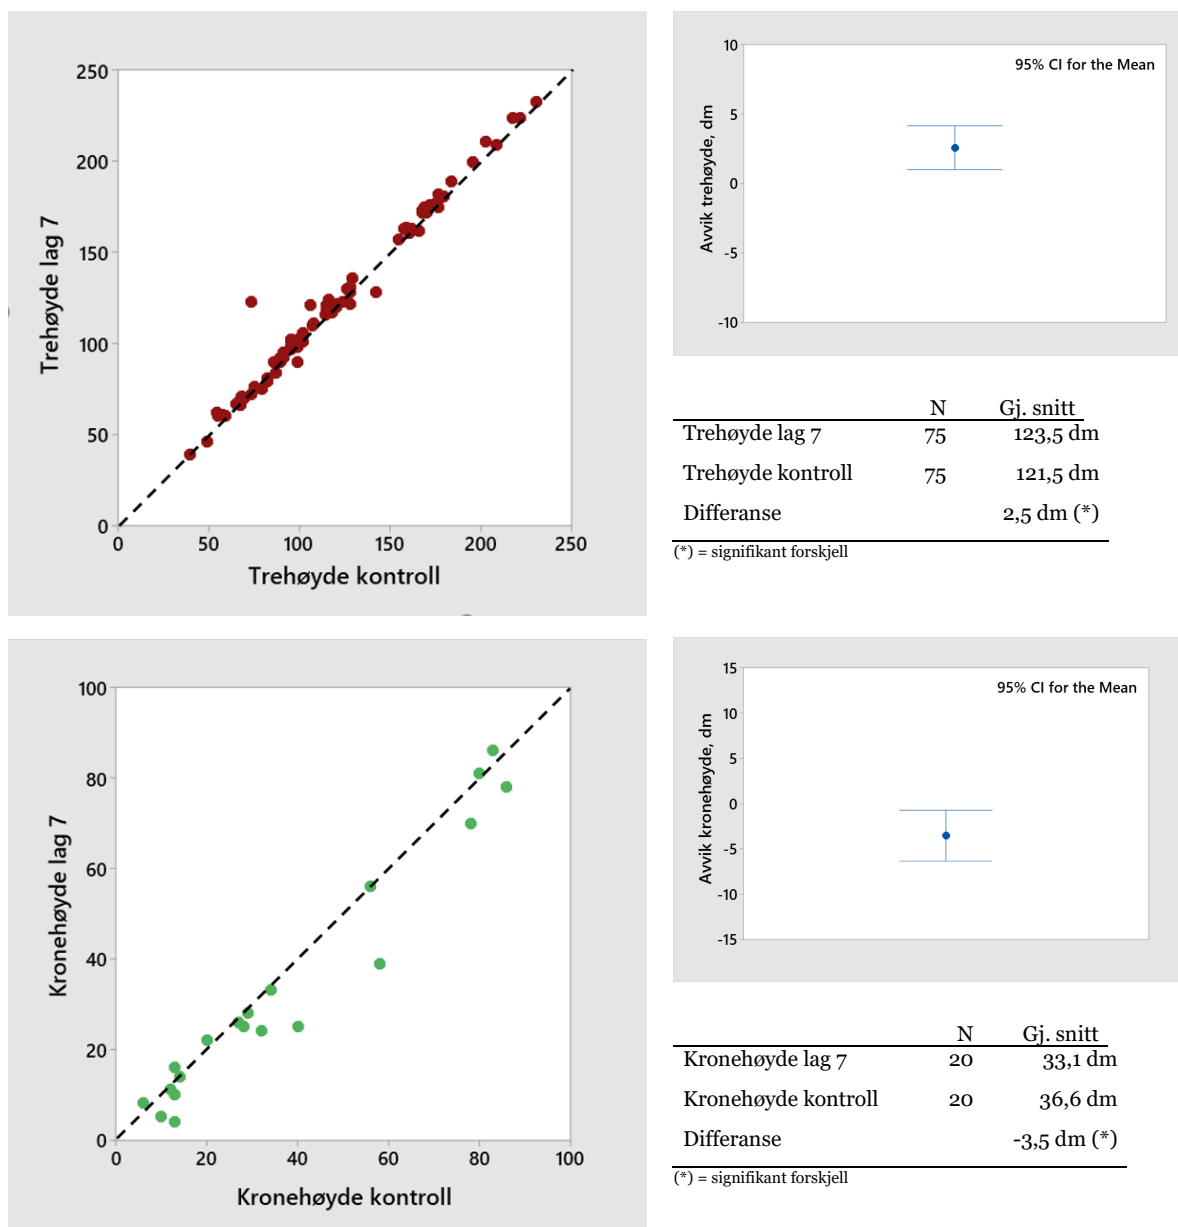 250
200
150
100
50
0
Trehøyde lag 7
0 50 100 150 200 250
Trehøyde kontroll
10
5
0
-5
-10
Avvik trehøyde, dm
95% CI for the Mean
N Gj. snitt
Trehøyde lag 7 75 123,5 dm
Trehøyde kontroll 75 121,5 dm
Differanse 2,5 dm (*)
(*) = signifikant forskjell
100
80
60
40
20
0
Kronehøyde lag 7
0 20 40 60 80 100
Kronehøyde kontroll
15
10
5
0
-5
-10
-15
Avvik kronehøyde, dm
95% CI for the Mean
N Gj. snitt
Kronehøyde lag 7 20 33,1 dm
Kronehøyde kontroll 20 36,6 dm
Differanse -3,5 dm (*)
(*) = signifikant forskjell